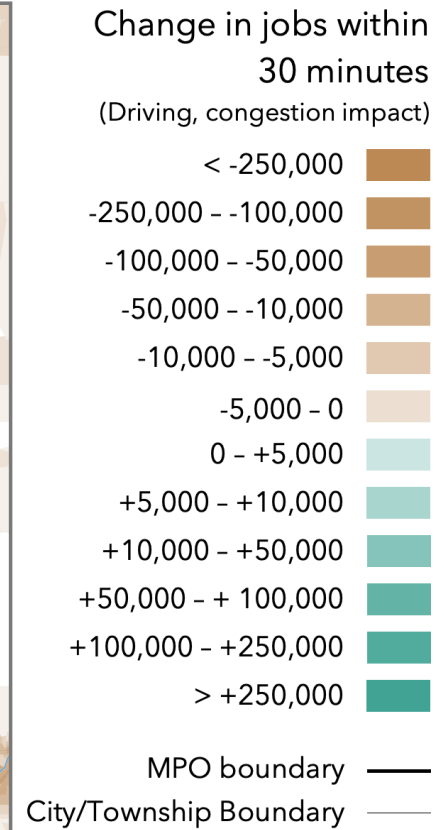 Change in jobs within
30 minutes
(Driving, congestion impact)
< -250,000
-250,000 – -100,000
-100,000 – -50,000
-50,000 – -10,000
-10,000 – -5,000
-5,000 – 0
0 – +5,000
+5,000 – +10,000
+10,000 – +50,000
+50,000 – + 100,000
+100,000 – +250,000
> +250,000
MPO boundary
City/Township Boundary